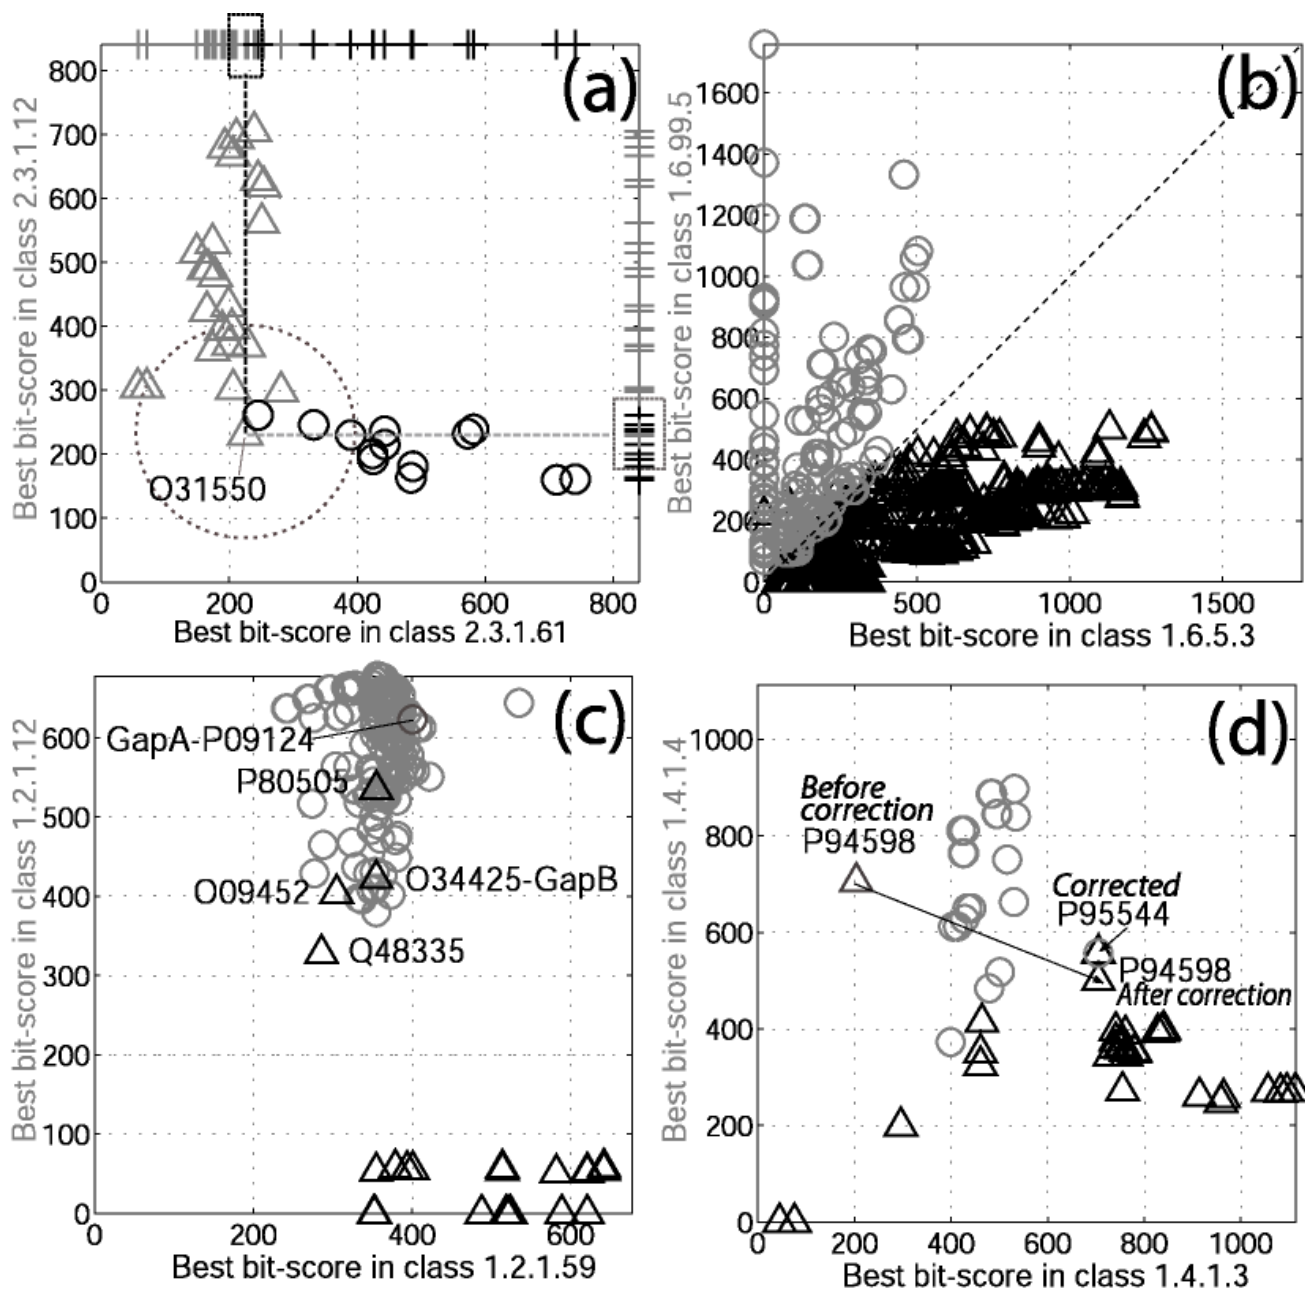 (a)
800
700
600
500
400
300
200
100
0
O31550
0 200 400 600 800
Best bit-score in class 2.3.1.61
Best bit-score in class 2.3.1.12
(b)
1600
1400
1200
1000
800
600
400
200
0
0 500 1000 1500
Best bit-score in class 1.6.5.3
Best bit-score in class 1.6.99.5
(c)
600
500
400
300
200
100
0
GapA-P09124
P80505
O09452
O34425-GapB
Q48335
0 200 400 600
Best bit-score in class 1.2.1.59
Best bit-score in class 1.2.1.12
(d)
1000
800
600
400
200
0
Before
correction
P94598
Corrected
P95544
P94598
After correction
0 200 400 600 800 1000
Best bit-score in class 1.4.1.3
Best bit-score in class 1.4.1.4